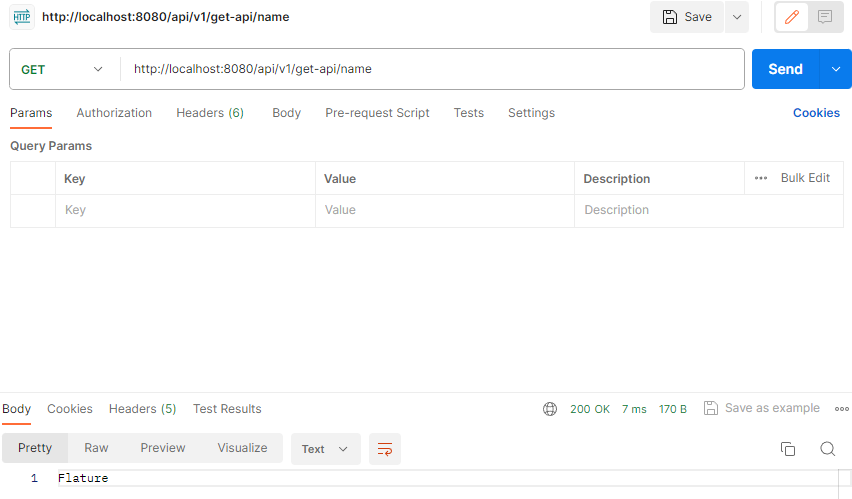 HTTP http://localhost:8080/api/v1/get-api/name Save
GET http://localhost:8080/api/v1/get-api/name Send
Params Authorization Headers (6) Body Pre-request Script Tests Settings Cookies
Query Params
Key Value Description Bulk Edit
Key Value Description
Body Cookies Headers (5) Test Results 200 OK 7 ms 170 B Save as example
Pretty Raw Preview Visualize Text
1 Flature